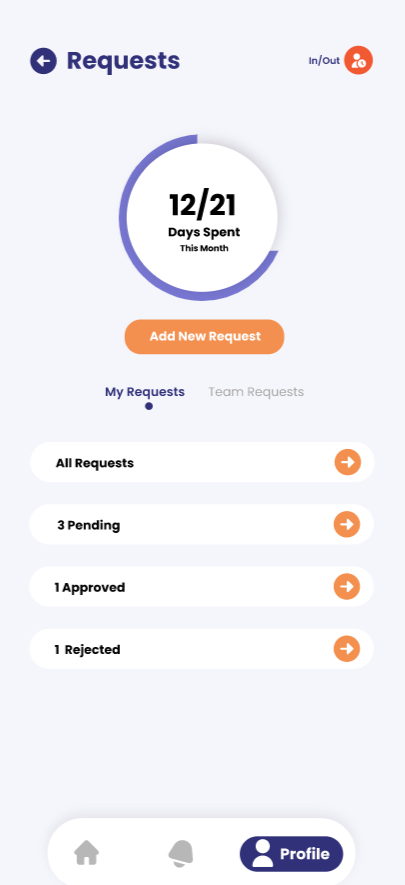 Requests
In/Out
12/21
Days Spent
This Month
Add New Request
My Requests
Team Requests
All Requests
3 Pending
1 Approved
1 Rejected
Profile